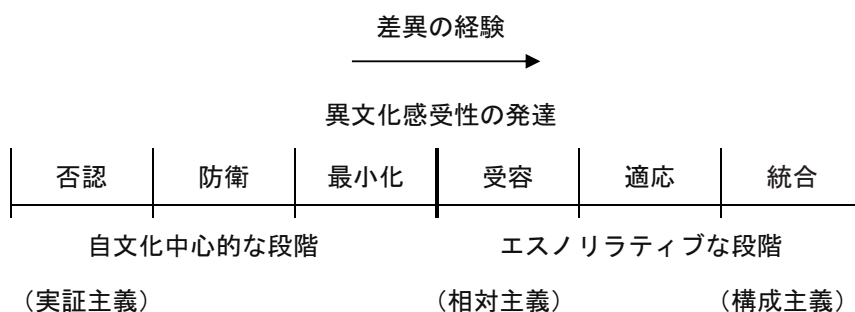 差異の経験
異文化感受性の発達
否認 防衛 最小化 受容 適応 統合
自文化中心的な段階 エスノリラティブな段階
（実証主義） （相対主義） （構成主義）